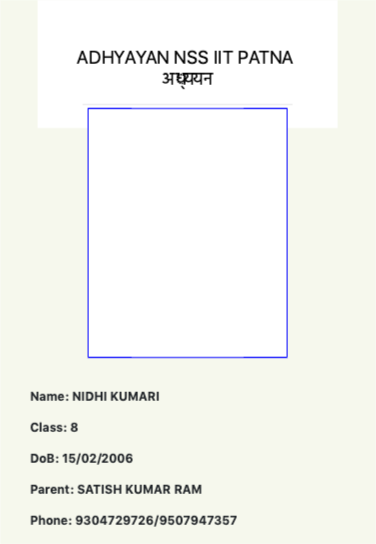 ADHYAYAN NSS IIT PATNA
अध्ययन
Name: NIDHI KUMARI
Class: 8
DoB: 15/02/2006
Parent: SATISH KUMAR RAM
Phone: 9304729726/9507947357